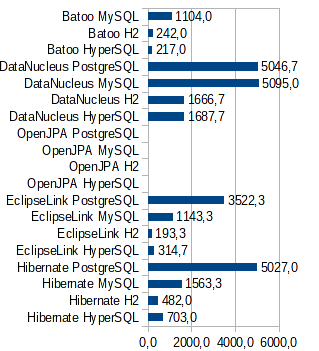 Batoo MySQL 1104,0
Batoo H2 242,0
Batoo HyperSQL 217,0
DataNucleus PostgreSQL 5046,7
DataNucleus MySQL 5095,0
DataNucleus H2 1666,7
DataNucleus HyperSQL 1687,7
OpenJPA PostgreSQL
OpenJPA MySQL
OpenJPA H2
OpenJPA HyperSQL
EclipseLink PostgreSQL 3522,3
EclipseLink MySQL 1143,3
EclipseLink H2 193,3
EclipseLink HyperSQL 314,7
Hibernate PostgreSQL 5027,0
Hibernate MySQL 1563,3
Hibernate H2 482,0
Hibernate HyperSQL 703,0
0,0 2000,0 4000,0 6000,0